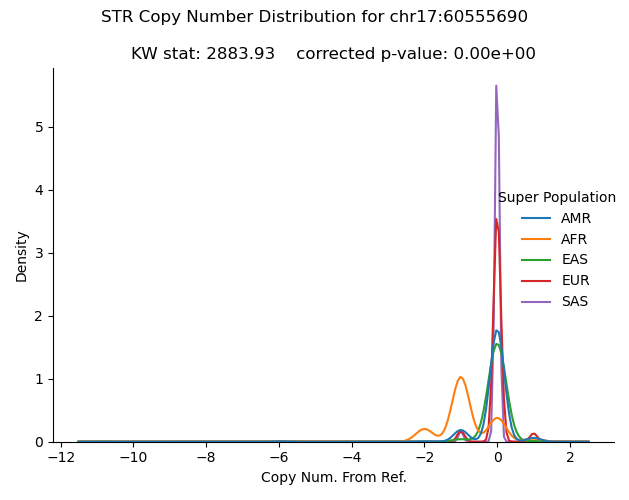 STR Copy Number Distribution for chr17:60555690
KW stat: 2883.93    corrected p-value: 0.00e+00
Density
5
4
3
2
1
0
Super Population
AMR
AFR
EAS
EUR
SAS
−12 −10 −8 −6 −4 −2 0 2
Copy Num. From Ref.